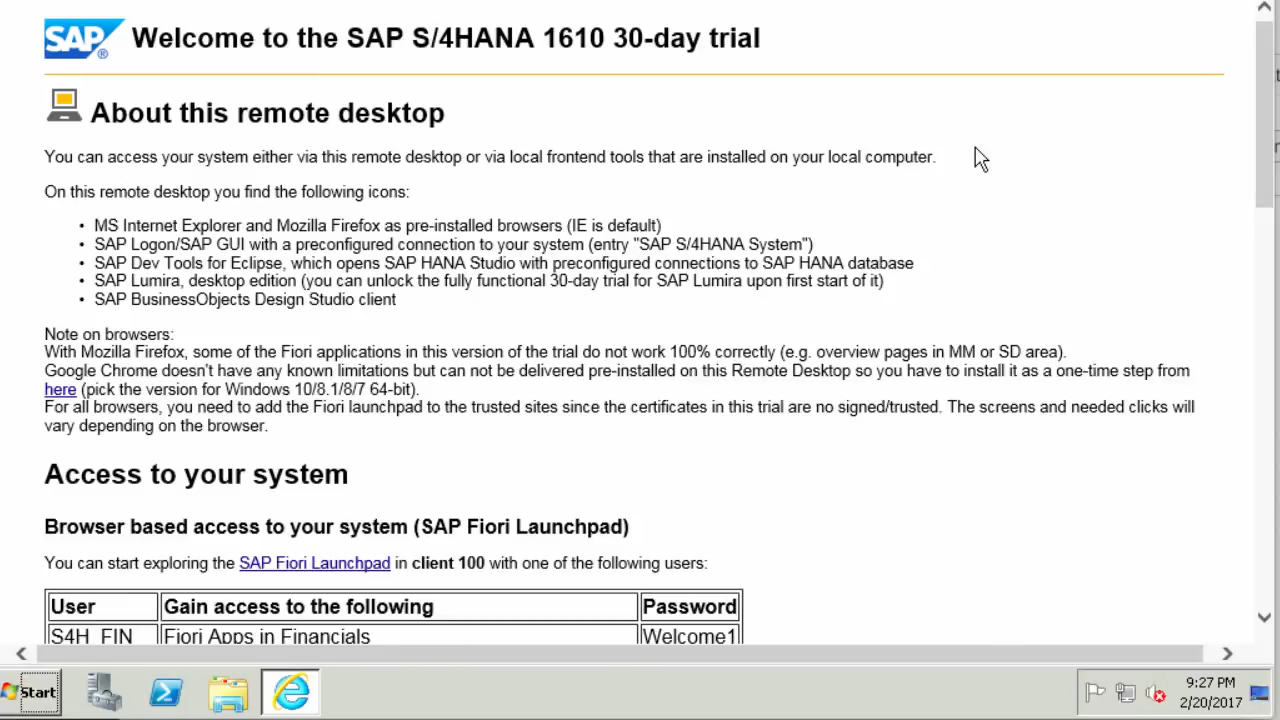 SAP ® Welcome to the SAP S/4HANA 1610 30-day trial
About this remote desktop
You can access your system either via this remote desktop or via local frontend tools that are installed on your local computer.
On this remote desktop you find the following icons:
• MS Internet Explorer and Mozilla Firefox as pre-installed browsers (IE is default)
• SAP Logon/SAP GUI with a preconfigured connection to your system (entry "SAP S/4HANA System")
• SAP Dev Tools for Eclipse, which opens SAP HANA Studio with preconfigured connections to SAP HANA database
• SAP Lumira, desktop edition (you can unlock the fully functional 30-day trial for SAP Lumira upon first start of it)
• SAP BusinessObjects Design Studio client
Note on browsers:
With Mozilla Firefox, some of the Fiori applications in this version of the trial do not work 100% correctly (e.g. overview pages in MM or SD area).
Google Chrome doesn't have any known limitations but can not be delivered pre-installed on this Remote Desktop so you have to install it as a one-time step from
here (pick the version for Windows 10/8.1/8/7 64-bit).
For all browsers, you need to add the Fiori launchpad to the trusted sites since the certificates in this trial are no signed/trusted. The screens and needed clicks will
vary depending on the browser.
Access to your system
Browser based access to your system (SAP Fiori Launchpad)
You can start exploring the SAP Fiori Launchpad in client 100 with one of the following users:
User Gain access to the following Password
S4H_FIN Fiori Apps in Financials Welcome1
Start
9:27 PM
2/20/2017